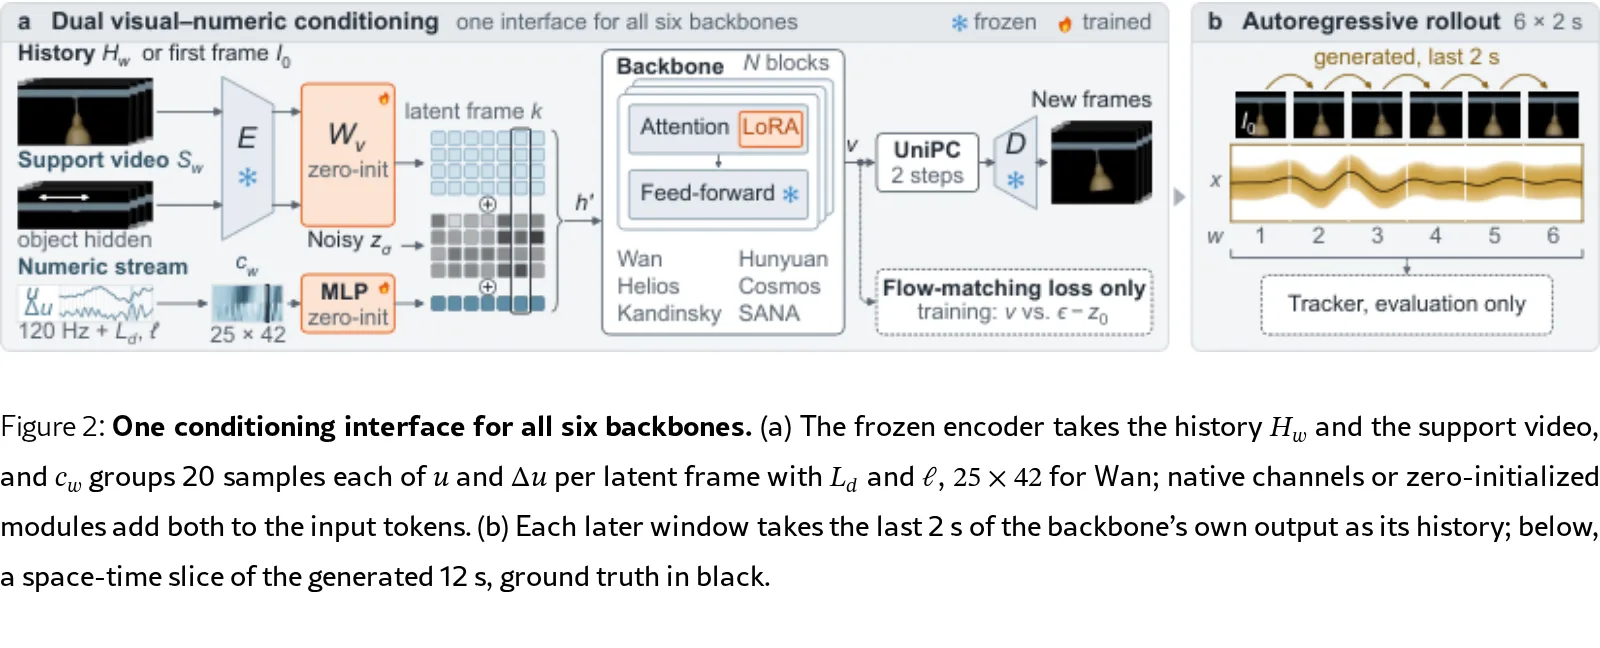 a Dual visual–numeric conditioning one interface for all six backbones frozen trained
History H_w or first frame I_0
Support video S_w
object hidden
Numeric stream
u
Δu
120 Hz + L_d, ℓ
E
c_w
25 × 42
W_v
zero-init
Noisy z_σ
MLP
zero-init
latent frame k
h'
Backbone N blocks
Attention LoRA
Feed-forward
Wan Hunyuan
Helios Cosmos
Kandinsky SANA
v
UniPC
2 steps
D
New frames
Flow-matching loss only
training: v vs. ϵ − z_0
b Autoregressive rollout 6 × 2 s
generated, last 2 s
I_0
x
w 1 2 3 4 5 6
Tracker, evaluation only
Figure 2: One conditioning interface for all six backbones. (a) The frozen encoder takes the history H_w and the support video,
and c_w groups 20 samples each of u and Δu per latent frame with L_d and ℓ, 25 × 42 for Wan; native channels or zero-initialized
modules add both to the input tokens. (b) Each later window takes the last 2 s of the backbone’s own output as its history; below,
a space-time slice of the generated 12 s, ground truth in black.